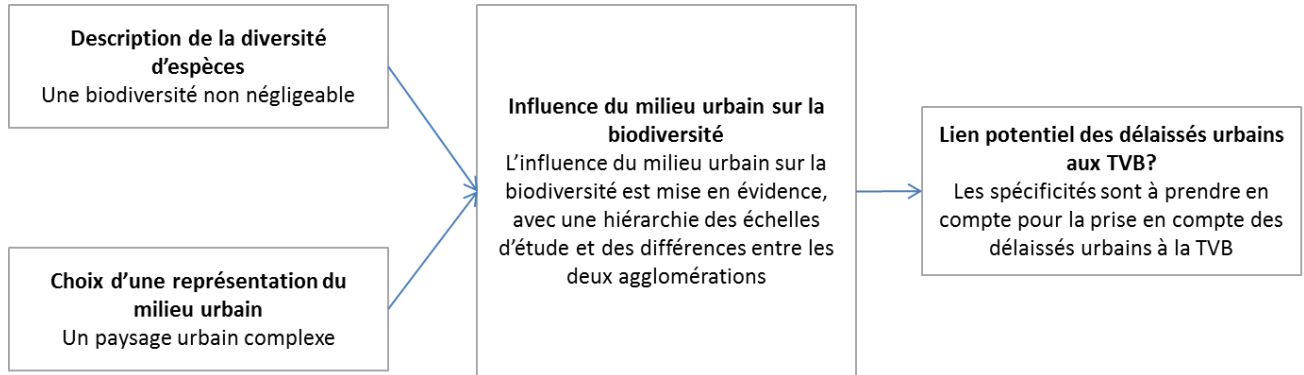 Description de la diversité
d’espèces
Une biodiversité non négligeable
Choix d’une représentation du
milieu urbain
Un paysage urbain complexe
Influence du milieu urbain sur la
biodiversité
L’influence du milieu urbain sur la
biodiversité est mise en évidence,
avec une hiérarchie des échelles
d’étude et des différences entre les
deux agglomérations
Lien potentiel des délaissés urbains
aux TVB?
Les spécificités sont à prendre en
compte pour la prise en compte des
délaissés urbains à la TVB